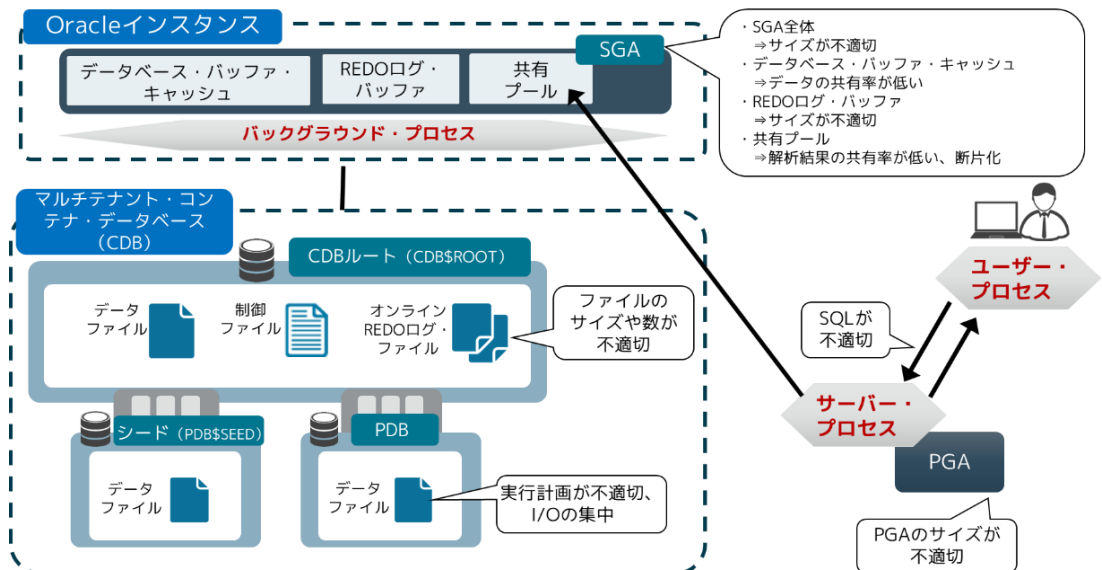 Oracleインスタンス
SGA
データベース・バッファ・
キャッシュ
REDOログ・
バッファ
共有
プール
バックグラウンド・プロセス
・SGA全体
⇒サイズが不適切
・データベース・バッファ・キャッシュ
⇒データの共有率が低い
・REDOログ・バッファ
⇒サイズが不適切
・共有プール
⇒解析結果の共有率が低い、断片化
マルチテナント・コン
テナ・データベース
（CDB）
CDBルート（CDB$ROOT）
データ
ファイル
制御
ファイル
オンライン
REDOログ・
ファイル
ファイルの
サイズや数が
不適切
シード（PDB$SEED）
データ
ファイル
PDB
データ
ファイル
実行計画が不適切、
I/Oの集中
ユーザー・
プロセス
SQLが
不適切
サーバー・
プロセス
PGA
PGAのサイズが
不適切